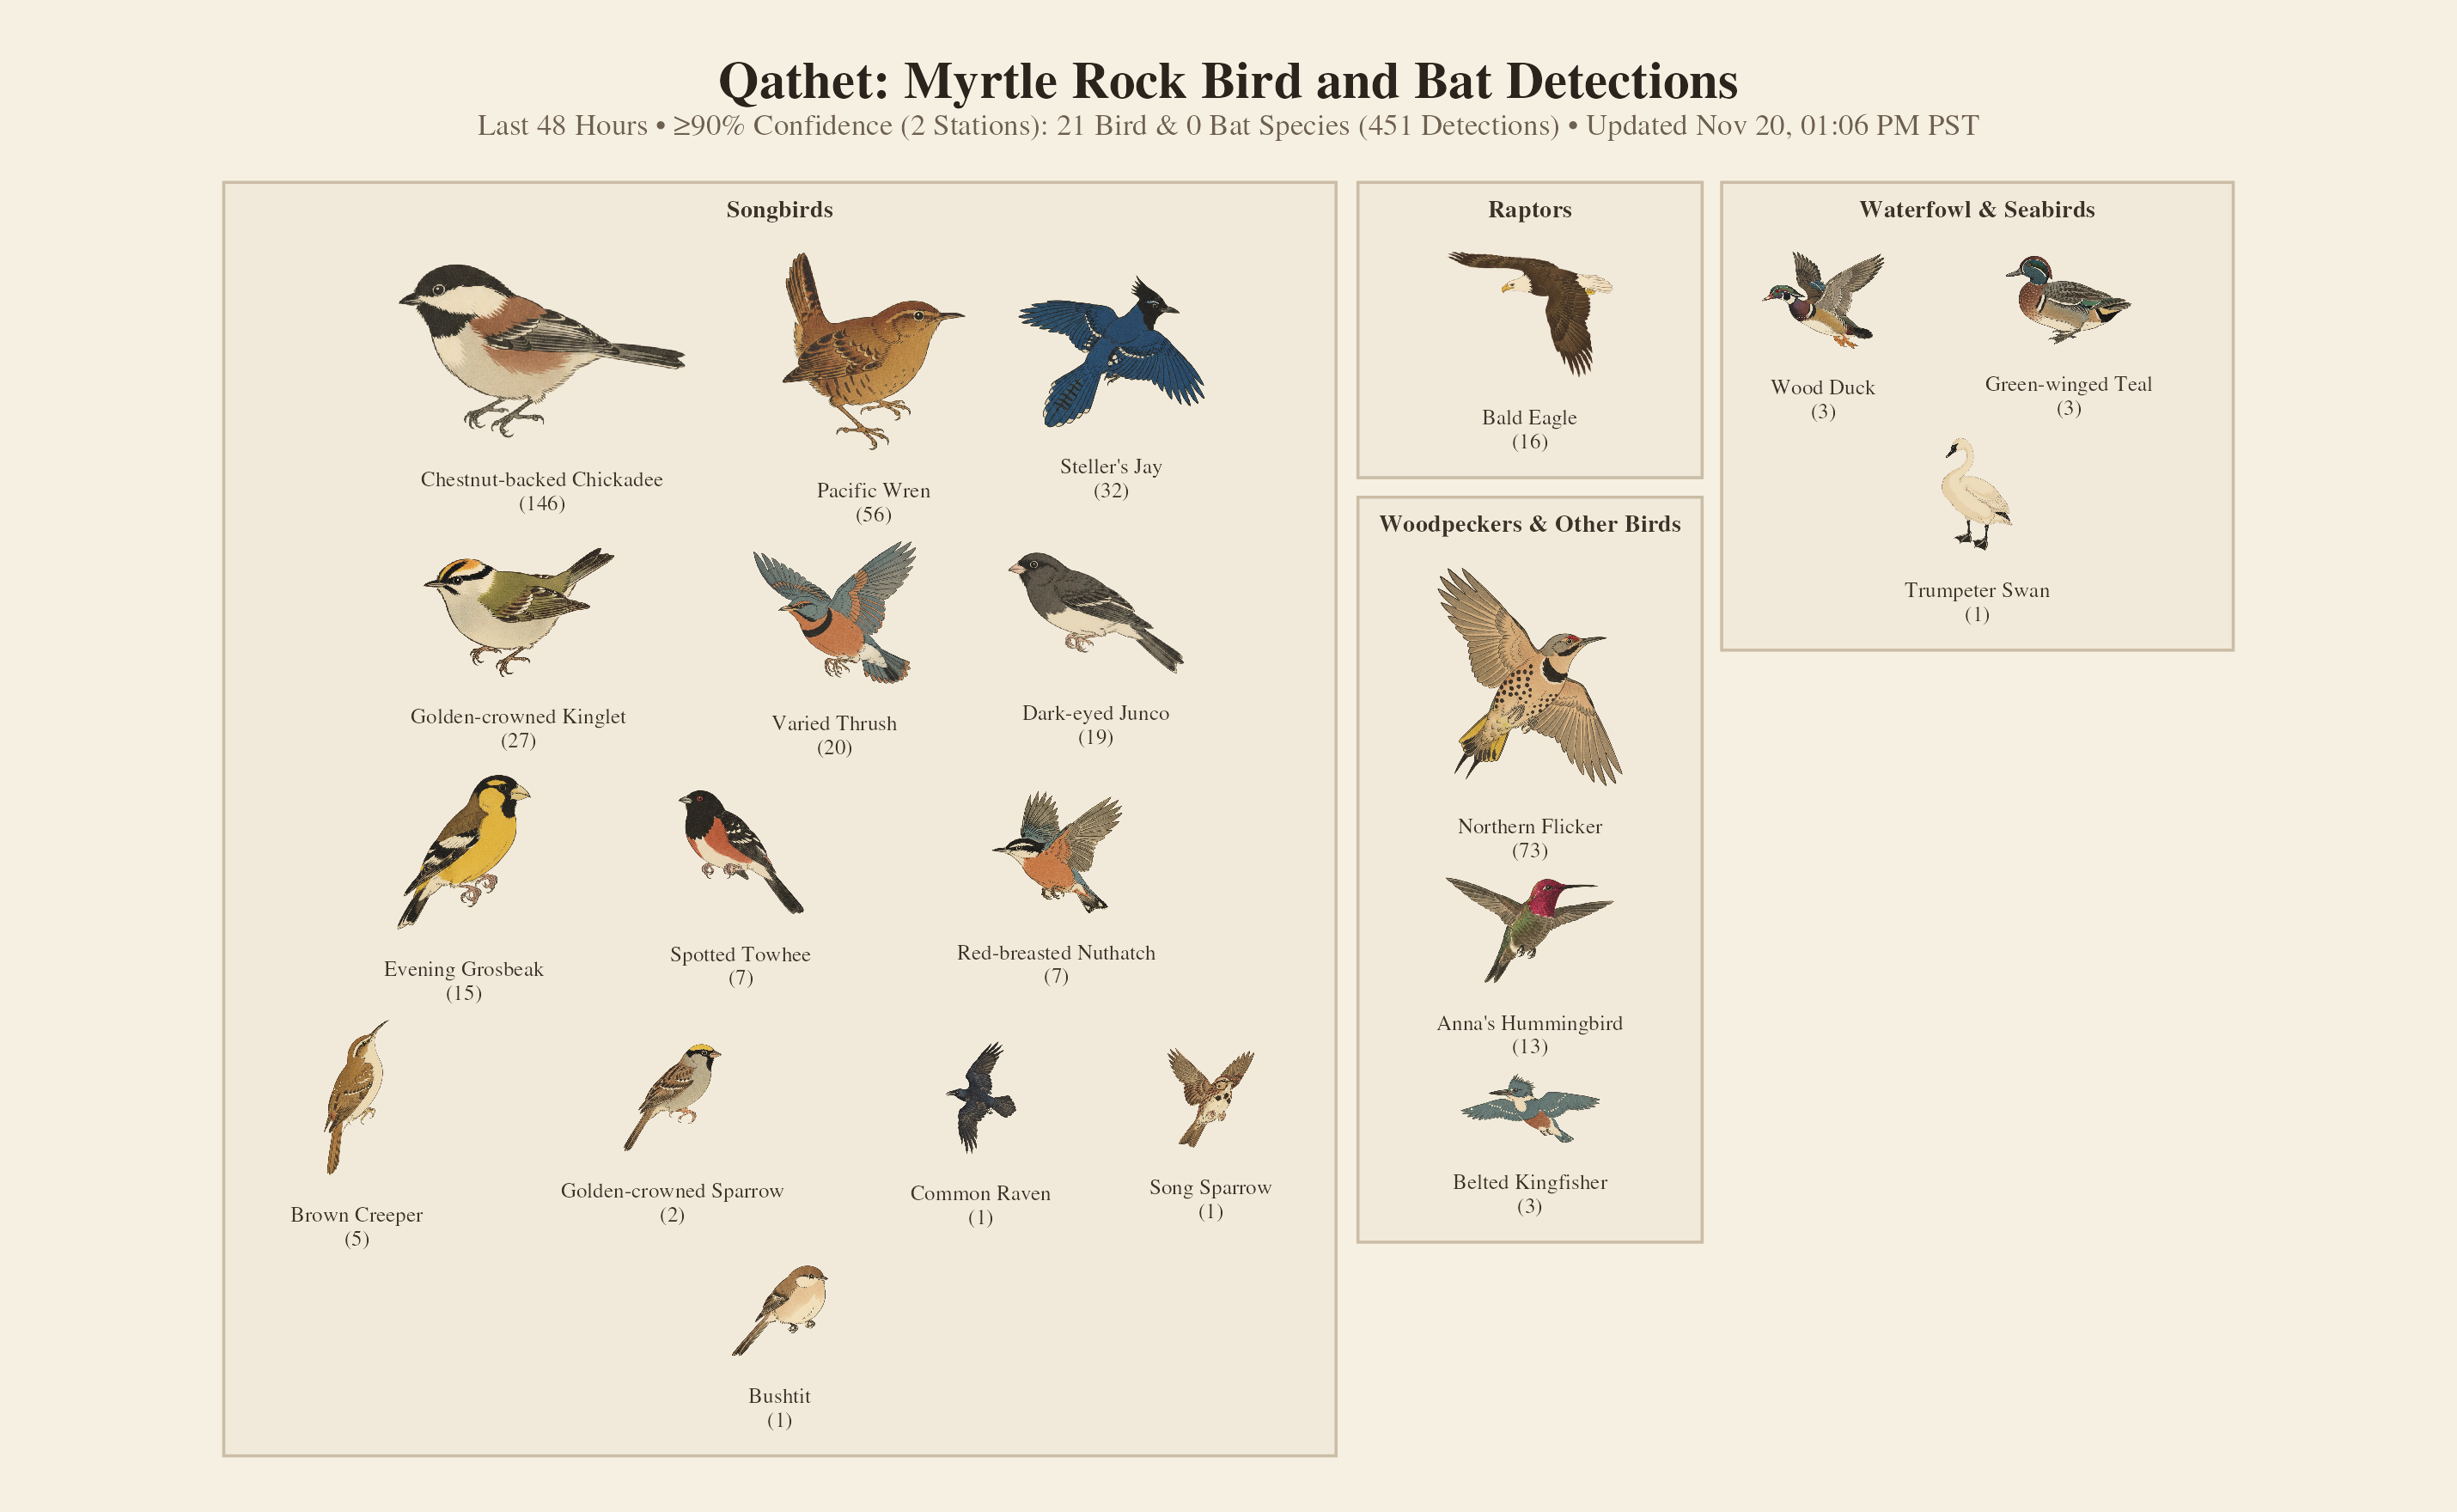 Qathet: Myrtle Rock Bird and Bat Detections
Last 48 Hours • ≥90% Confidence (2 Stations): 21 Bird & 0 Bat Species (451 Detections) • Updated Nov 20, 01:06 PM PST
Songbirds
Chestnut-backed Chickadee
(146)
Pacific Wren
(56)
Steller's Jay
(32)
Golden-crowned Kinglet
(27)
Varied Thrush
(20)
Dark-eyed Junco
(19)
Evening Grosbeak
(15)
Spotted Towhee
(7)
Red-breasted Nuthatch
(7)
Brown Creeper
(5)
Golden-crowned Sparrow
(2)
Common Raven
(1)
Song Sparrow
(1)
Bushtit
(1)
Raptors
Bald Eagle
(16)
Woodpeckers & Other Birds
Northern Flicker
(73)
Anna's Hummingbird
(13)
Belted Kingfisher
(3)
Waterfowl & Seabirds
Wood Duck
(3)
Green-winged Teal
(3)
Trumpeter Swan
(1)